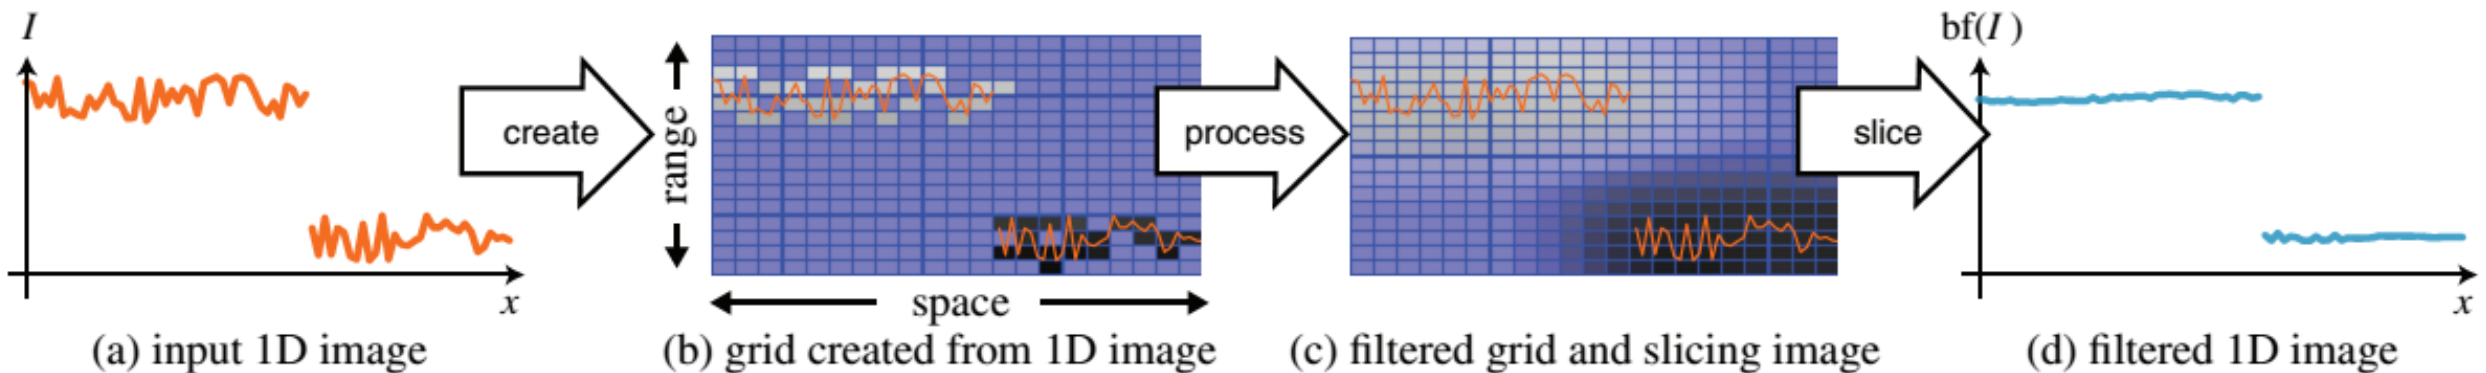 I
x
create
range
space
process
slice
bf(I )
x
(a) input 1D image
(b) grid created from 1D image
(c) filtered grid and slicing image
(d) filtered 1D image